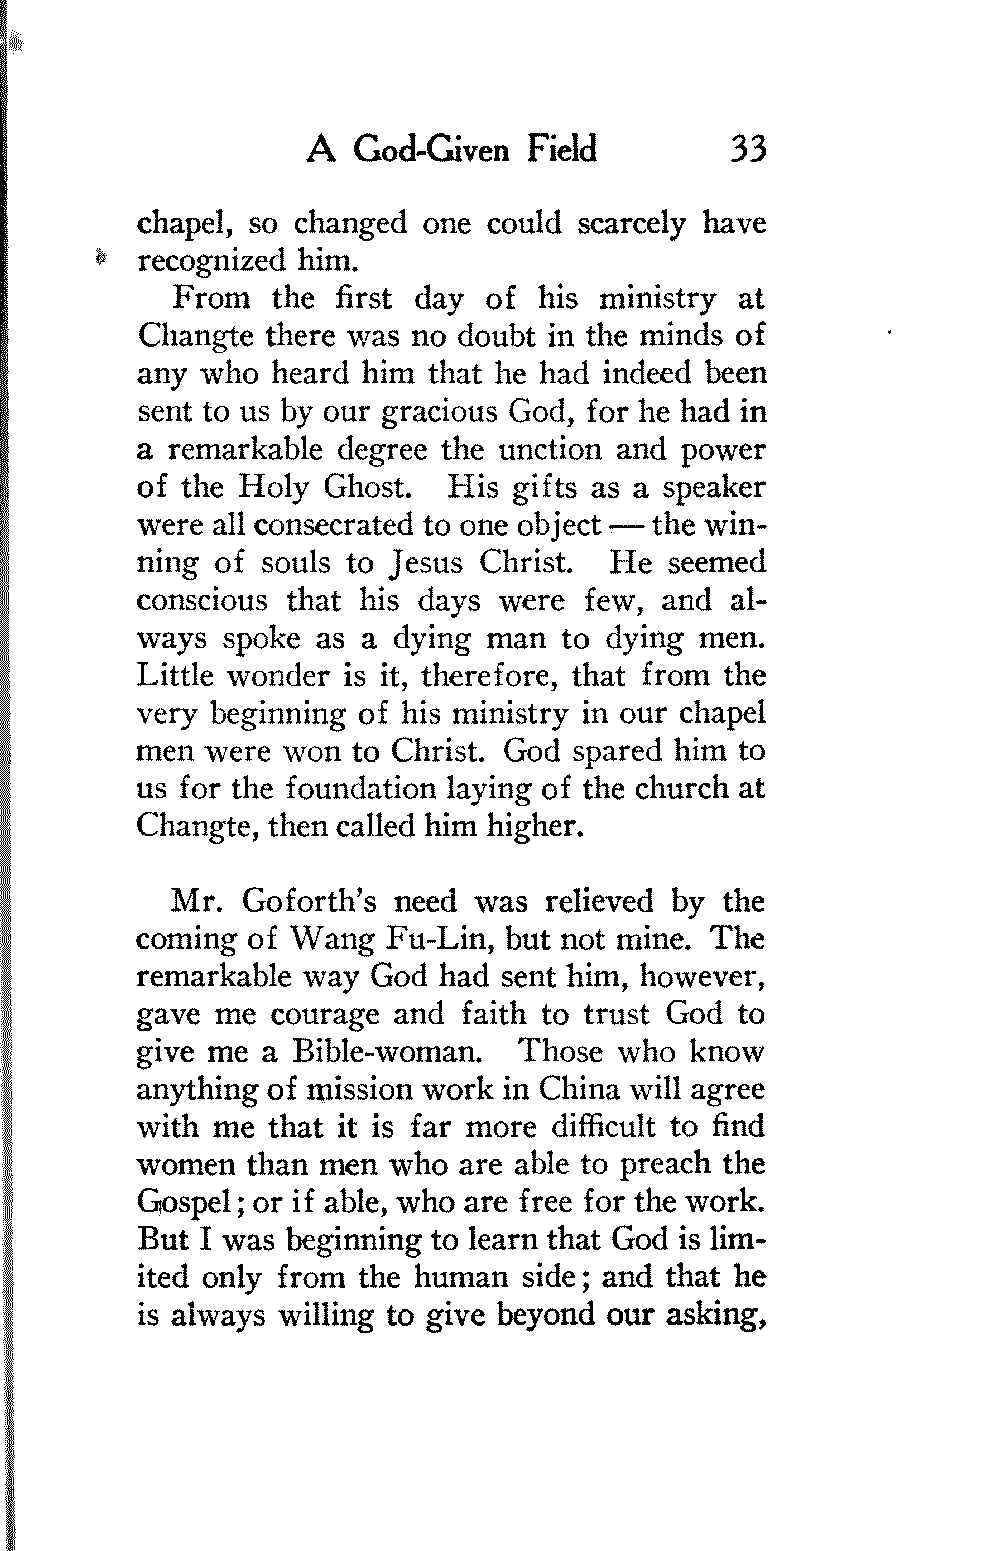 A God-Given Field 33
chapel, so changed one could scarcely have
recognized him.
From the first day of his ministry at
Changte there was no doubt in the minds of
any who heard him that he had indeed been
sent to us by our gracious God, for he had in
a remarkable degree the unction and power
of the Holy Ghost. His gifts as a speaker
were all consecrated to one object — the win-
ning of souls to Jesus Christ. He seemed
conscious that his days were few, and al-
ways spoke as a dying man to dying men.
Little wonder is it, therefore, that from the
very beginning of his ministry in our chapel
men were won to Christ. God spared him to
us for the foundation laying of the church at
Changte, then called him higher.
Mr. Goforth's need was relieved by the
coming of Wang Fu-Lin, but not mine. The
remarkable way God had sent him, however,
gave me courage and faith to trust God to
give me a Bible-woman. Those who know
anything of mission work in China will agree
with me that it is far more difficult to find
women than men who are able to preach the
Gospel; or if able, who are free for the work.
But I was beginning to learn that God is lim-
ited only from the human side; and that he
is always willing to give beyond our asking,